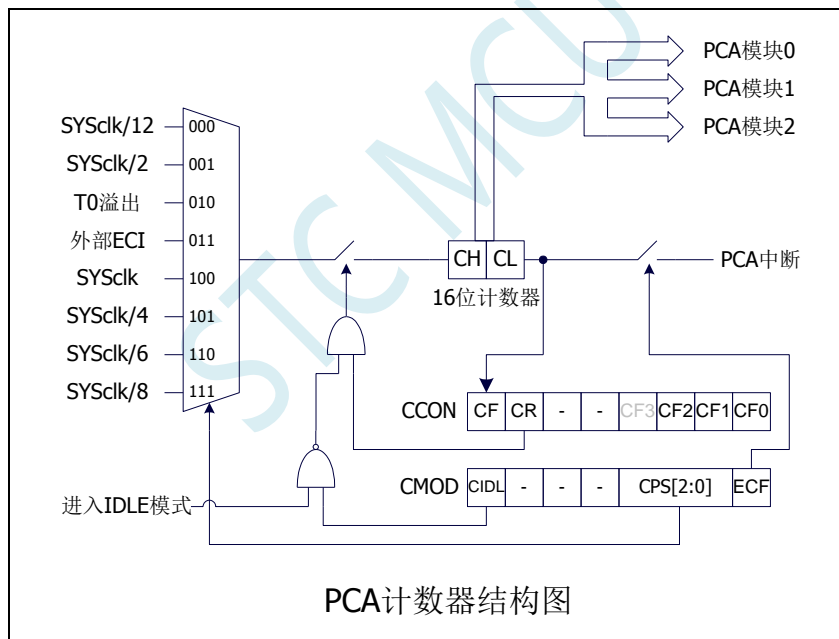 PCA模块0
PCA模块1
PCA模块2
SYSclk/12 000
SYSclk/2 001
T0溢出 010
外部ECI 011
SYSclk 100
SYSclk/4 101
SYSclk/6 110
SYSclk/8 111
CH CL
16位计数器
PCA中断
CCON CF CR - - CF3 CF2 CF1 CF0
CMOD CIDL - - - CPS[2:0] ECF
进入IDLE模式
PCA计数器结构图
STC MCU